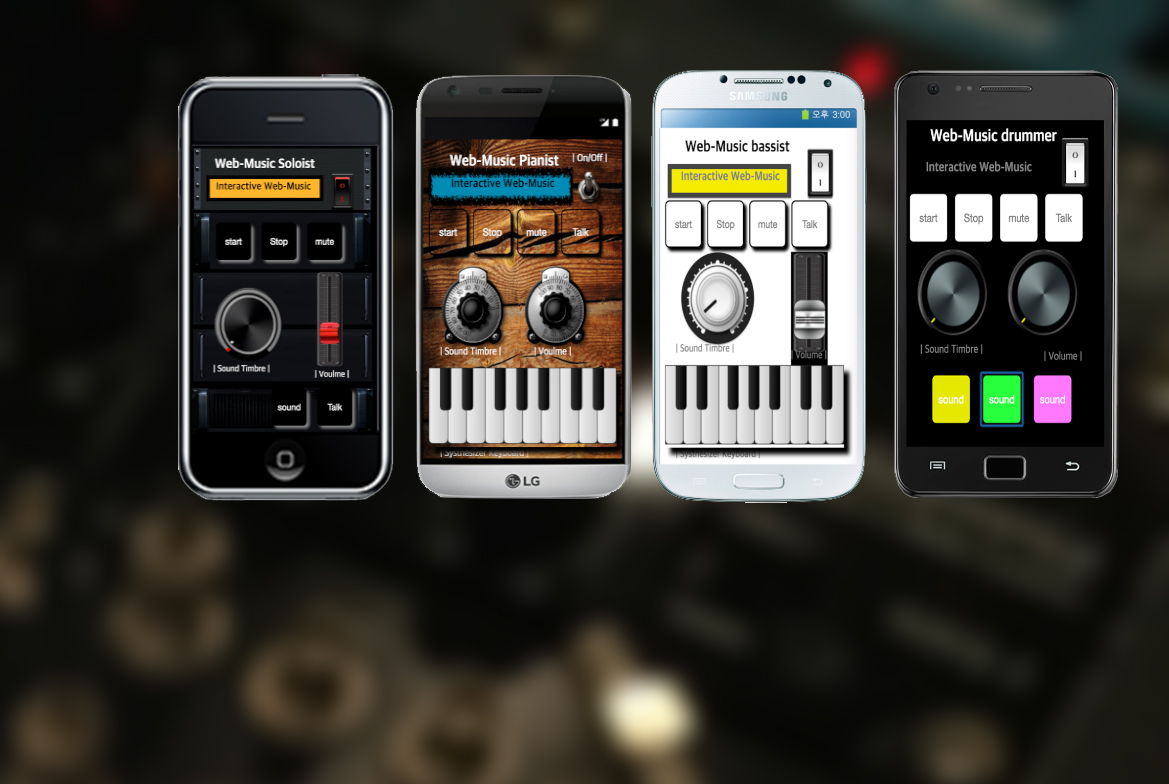 Web-Music Soloist
Interactive Web-Music
O
I
start
Stop
mute
| Sound Timbre |
| Voulme |
sound
Talk
Web-Music Pianist
| On/Off |
Interactive Web-Music
start
Stop
mute
Talk
| Sound Timbre |
| Voulme |
| Synthesizer Keyboard |
LG
SAMSUNG
오후 3:00
Web-Music bassist
Interactive Web-Music
O
I
start
Stop
mute
Talk
| Sound Timbre |
| Volume |
| Synthesizer Keyboard |
Web-Music drummer
Interactive Web-Music
O
I
start
Stop
mute
Talk
| Sound Timbre |
| Volume |
sound
sound
sound